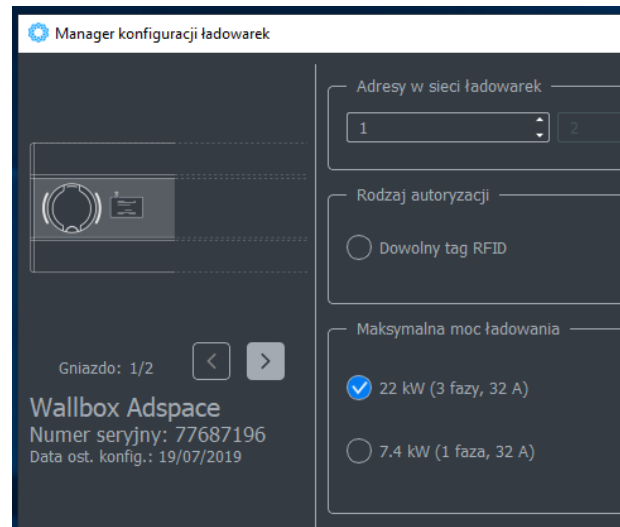 Manager konfiguracji ładowarek
Adresy w sieci ładowarek
1
2
Rodzaj autoryzacji
Dowolny tag RFID
Maksymalna moc ładowania
22 kW (3 fazy, 32 A)
7.4 kW (1 faza, 32 A)
Gniazdo: 1/2
Wallbox Adspace
Numer seryjny: 77687196
Data ost. konfig.: 19/07/2019